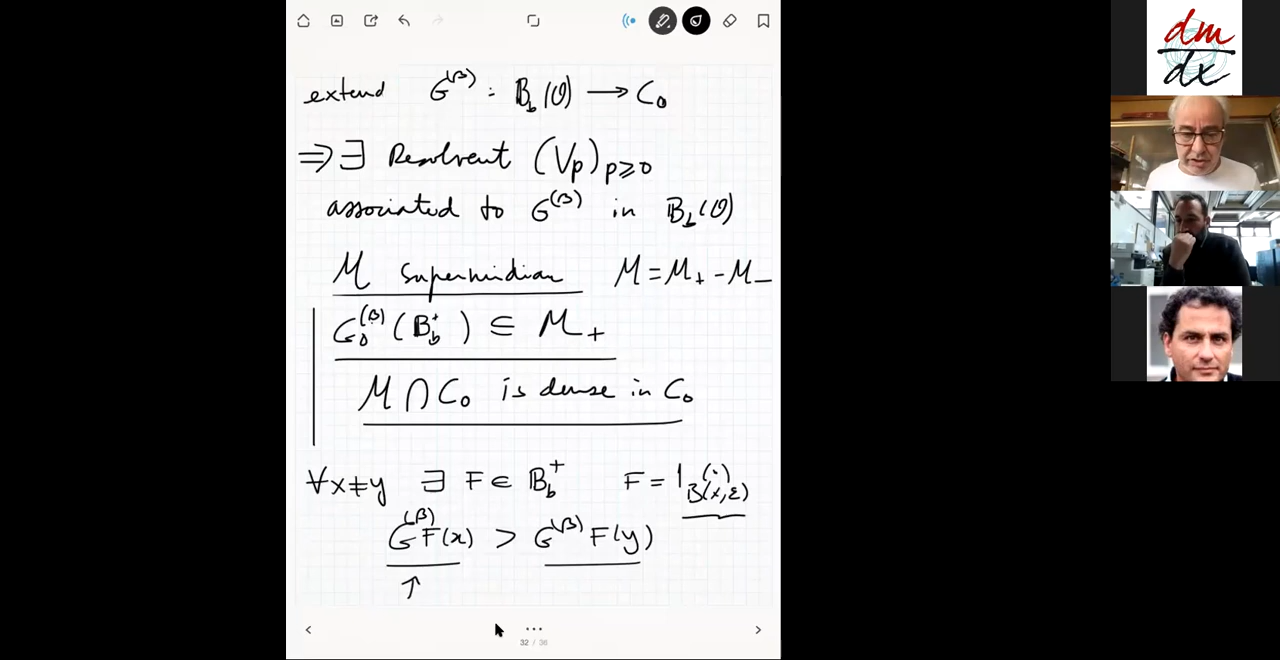 extend G^(β) : B_b(O) → C_0
⇒ ∃ Resolvent (V_p)_{p≥0}
associated to G^(β) in B_b(O)
M supermedian M = M_+ - M_-
G_0^(β) (B_b^+) ⊆ M_+
M ∩ C_0 is dense in C_0
∀x≠y ∃ F ∈ B_b^+ F = 1_{B(x,ε)}(·)
G^(β) F(x) > G^(β) F(y)
↑
32 / 36
dm
dx